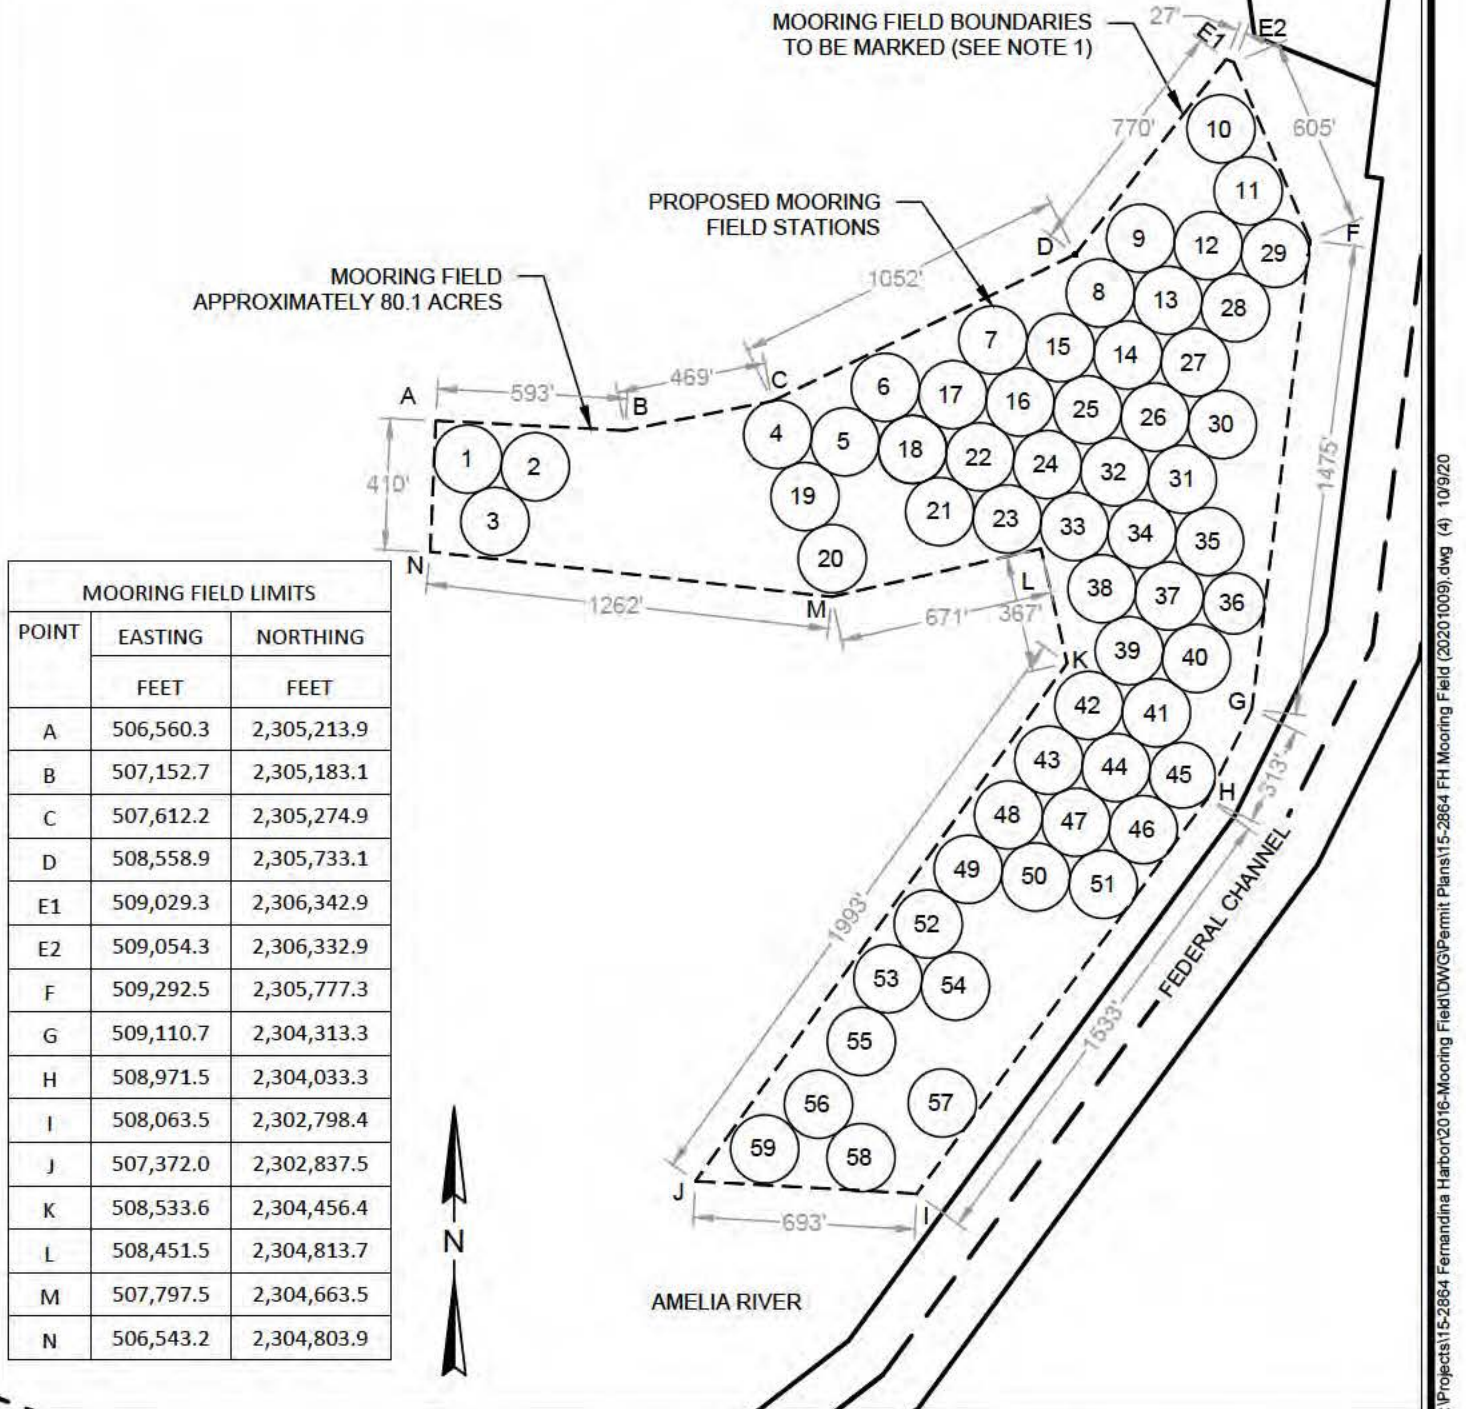 MOORING FIELD BOUNDARIES
TO BE MARKED (SEE NOTE 1)
27'
E1
E2
770'
605'
PROPOSED MOORING
FIELD STATIONS
D
F
1052'
MOORING FIELD
APPROXIMATELY 80.1 ACRES
A
593'
B
469'
C
410'
N
1262'
M
671'
L
367'
K
1475'
G
H
313'
1993'
1533'
FEDERAL CHANNEL
J
693'
I
AMELIA RIVER
1
2
3
4
5
6
7
8
9
10
11
12
13
14
15
16
17
18
19
20
21
22
23
24
25
26
27
28
29
30
31
32
33
34
35
36
37
38
39
40
41
42
43
44
45
46
47
48
49
50
51
52
53
54
55
56
57
58
59
MOORING FIELD LIMITS
POINT EASTING NORTHING
FEET FEET
A 506,560.3 2,305,213.9
B 507,152.7 2,305,183.1
C 507,612.2 2,305,274.9
D 508,558.9 2,305,733.1
E1 509,029.3 2,306,342.9
E2 509,054.3 2,306,332.9
F 509,292.5 2,305,777.3
G 509,110.7 2,304,313.3
H 508,971.5 2,304,033.3
I 508,063.5 2,302,798.4
J 507,372.0 2,302,837.5
K 508,533.6 2,304,456.4
L 508,451.5 2,304,813.7
M 507,797.5 2,304,663.5
N 506,543.2 2,304,803.9
N
:\Projects\15-2864 Fernandina Harbor\2016-Mooring Field\DWG\Permit Plans\15-2864 FH Mooring Field (20201009).dwg (4) 10/9/20